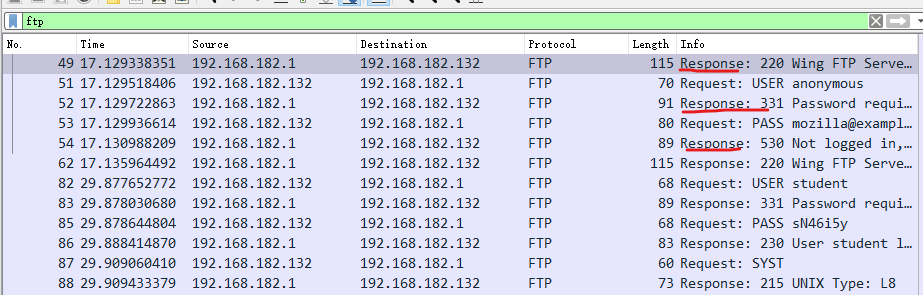 ftp
No. Time Source Destination Protocol Length Info
49 17.129338351 192.168.182.1 192.168.182.132 FTP 115 Response: 220 Wing FTP Serve…
51 17.129518406 192.168.182.132 192.168.182.1 FTP 70 Request: USER anonymous
52 17.129722863 192.168.182.1 192.168.182.132 FTP 91 Response: 331 Password requi…
53 17.129936614 192.168.182.132 192.168.182.1 FTP 80 Request: PASS mozilla@exampl…
54 17.130988209 192.168.182.1 192.168.182.132 FTP 89 Response: 530 Not logged in,…
62 17.135964492 192.168.182.1 192.168.182.132 FTP 115 Response: 220 Wing FTP Serve…
82 29.877652772 192.168.182.132 192.168.182.1 FTP 68 Request: USER student
83 29.878030680 192.168.182.1 192.168.182.132 FTP 89 Response: 331 Password requi…
85 29.878644804 192.168.182.132 192.168.182.1 FTP 68 Request: PASS sN46i5y
86 29.888414870 192.168.182.1 192.168.182.132 FTP 83 Response: 230 User student l…
87 29.909060410 192.168.182.132 192.168.182.1 FTP 60 Request: SYST
88 29.909433379 192.168.182.1 192.168.182.132 FTP 73 Response: 215 UNIX Type: L8